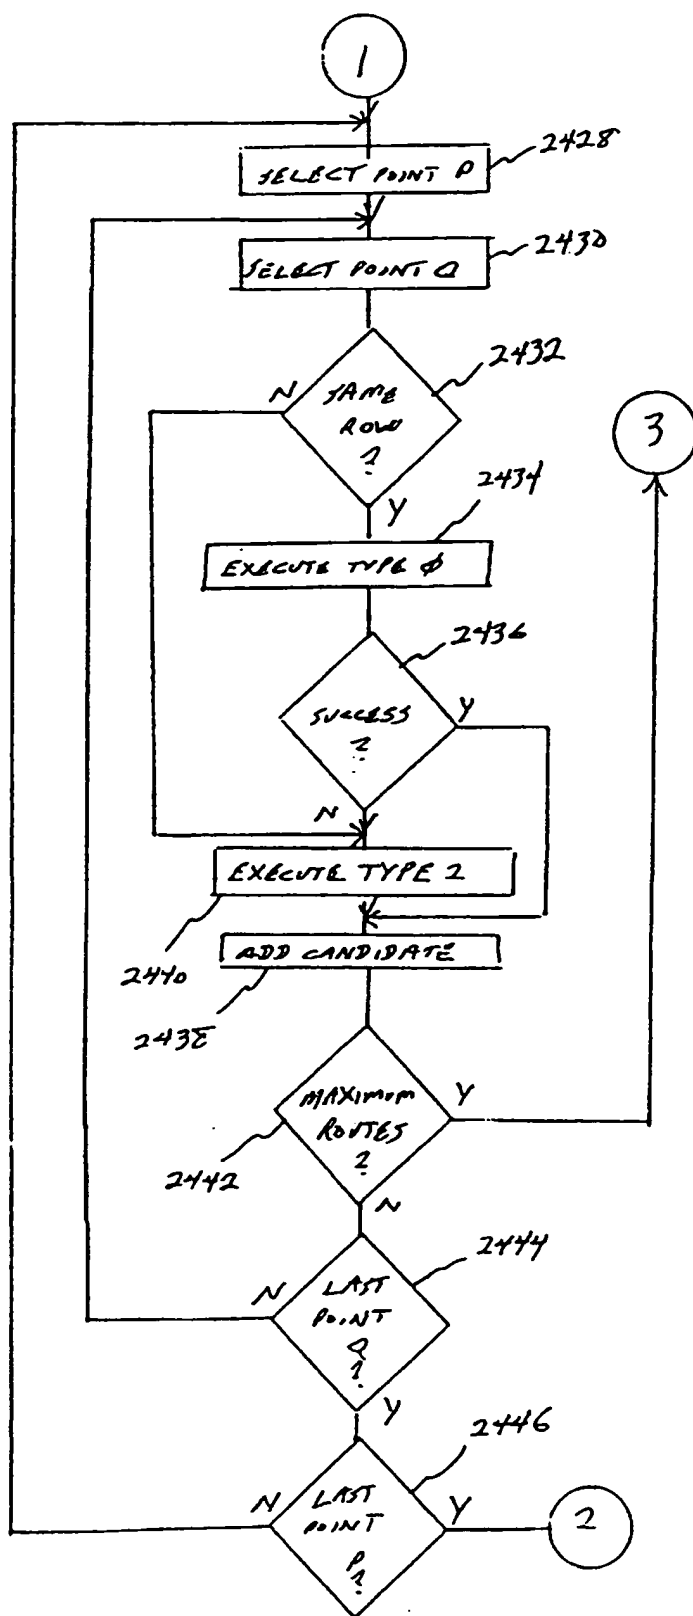 1
2428
SELECT POINT P
2430
SELECT POINT Q
2432
N
SAME
ROW
?
3
Y
2434
EXECUTE TYPE φ
2436
SUCCESS
?
Y
N
EXECUTE TYPE 2
2440
ADD CANDIDATE
2438
MAXIMUM
ROUTES
?
Y
2442
N
2444
N
LAST
POINT
Q
?
Y
2446
N
LAST
POINT
P?
Y
2